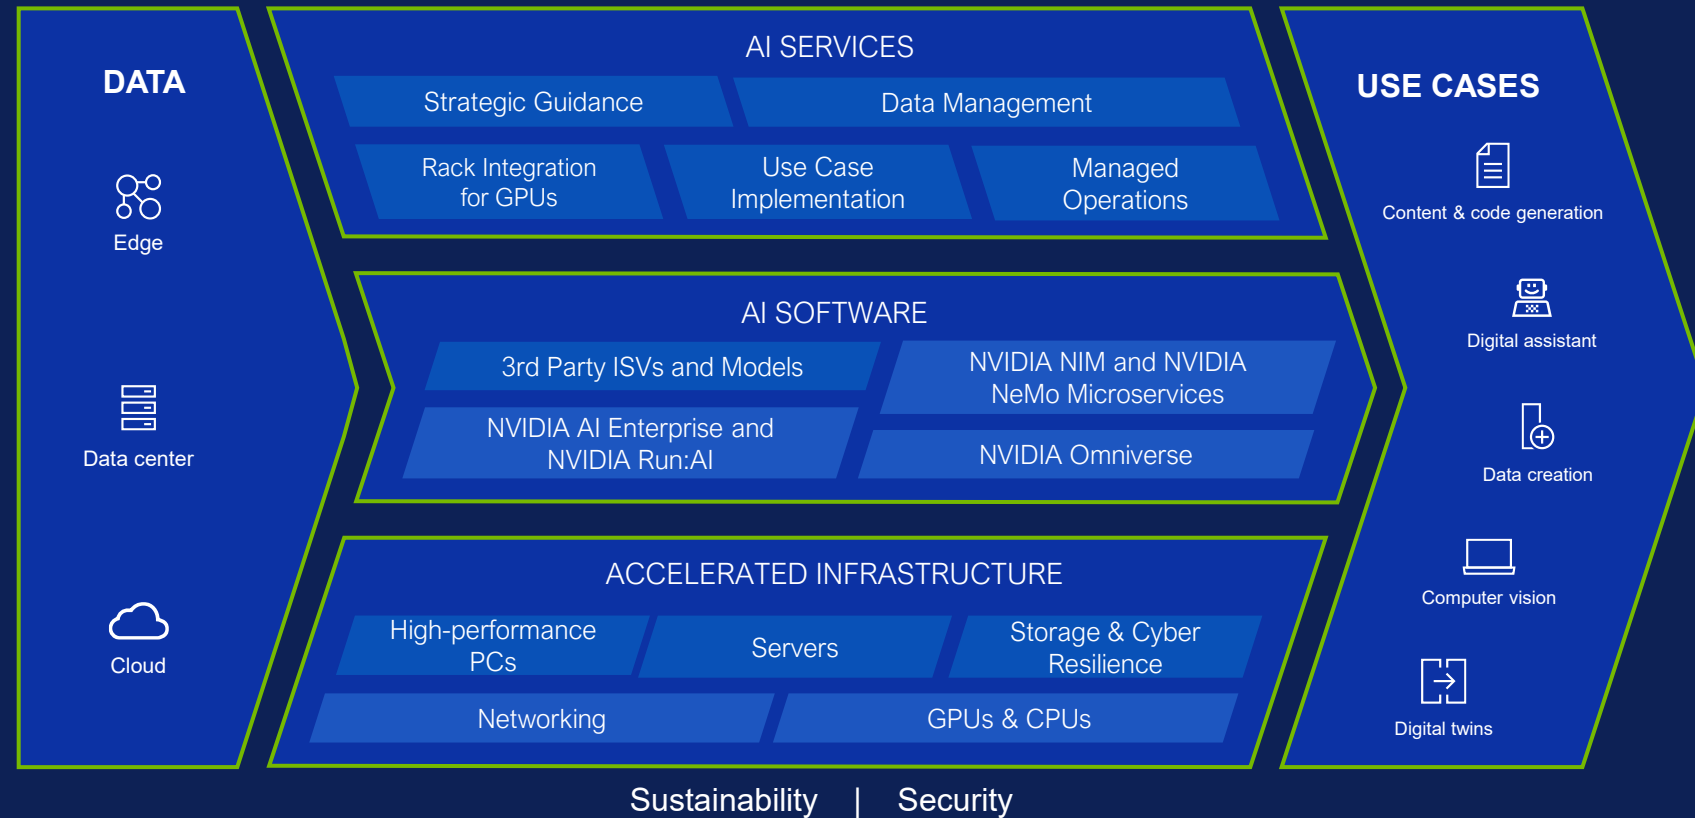 DATA
Edge
Data center
Cloud
AI SERVICES
Strategic Guidance
Data Management
Rack Integration
for GPUs
Use Case
Implementation
Managed
Operations
AI SOFTWARE
3rd Party ISVs and Models
NVIDIA NIM and NVIDIA
NeMo Microservices
NVIDIA AI Enterprise and
NVIDIA Run:AI
NVIDIA Omniverse
ACCELERATED INFRASTRUCTURE
High-performance
PCs
Servers
Storage & Cyber
Resilience
Networking
GPUs & CPUs
USE CASES
Content & code generation
Digital assistant
Data creation
Computer vision
Digital twins
Sustainability | Security